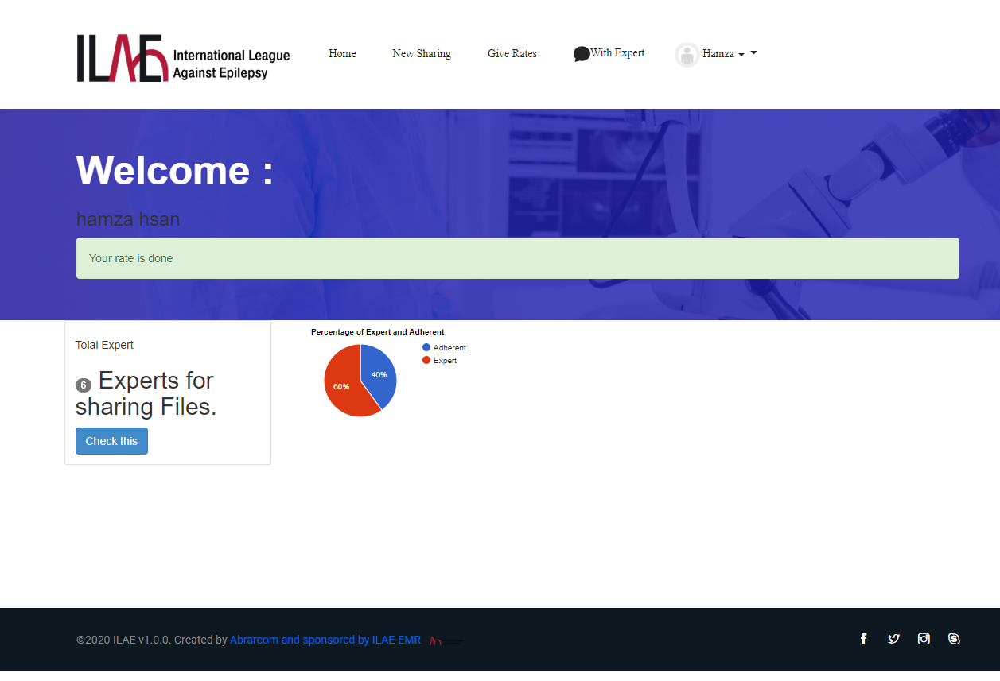 ILAE International League Against Epilepsy
Home
New Sharing
Give Rates
With Expert
Hamza
Welcome :
hamza hsan
Your rate is done
Tolal Expert
6 Experts for
sharing Files.
Check this
Percentage of Expert and Adherent
Adherent
Expert
40%
60%
©2020 ILAE v1.0.0. Created by Abrarcom and sponsored by ILAE-EMR